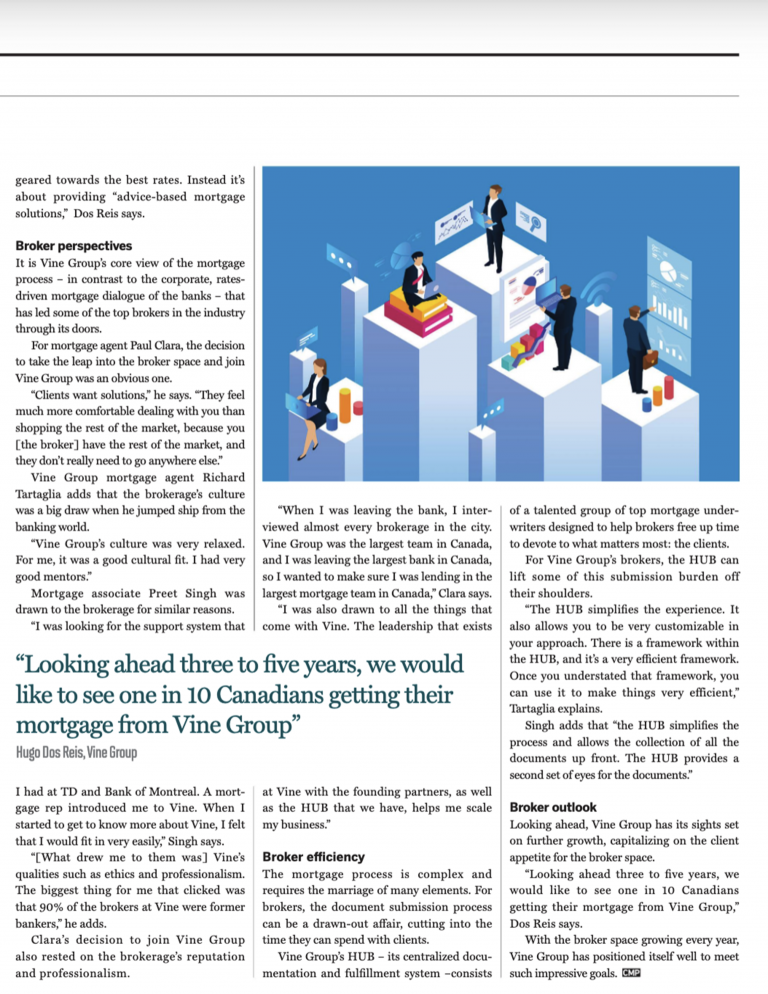 geared towards the best rates. Instead it’s
about providing “advice-based mortgage
solutions,” Dos Reis says.
Broker perspectives
It is Vine Group’s core view of the mortgage
process – in contrast to the corporate, rates-
driven mortgage dialogue of the banks – that
has led some of the top brokers in the industry
through its doors.
For mortgage agent Paul Clara, the decision
to take the leap into the broker space and join
Vine Group was an obvious one.
“Clients want solutions,” he says. “They feel
much more comfortable dealing with you than
shopping the rest of the market, because you
[the broker] have the rest of the market, and
they don’t really need to go anywhere else.”
Vine Group mortgage agent Richard
Tartaglia adds that the brokerage’s culture
was a big draw when he jumped ship from the
banking world.
“Vine Group’s culture was very relaxed.
For me, it was a good cultural fit. I had very
good mentors.”
Mortgage associate Preet Singh was
drawn to the brokerage for similar reasons.
“I was looking for the support system that
“Looking ahead three to five years, we would
like to see one in 10 Canadians getting their
mortgage from Vine Group”
Hugo Dos Reis, Vine Group
I had at TD and Bank of Montreal. A mort-
gage rep introduced me to Vine. When I
started to get to know more about Vine, I felt
that I would fit in very easily,” Singh says.
“[What drew me to them was] Vine’s
qualities such as ethics and professionalism.
The biggest thing for me that clicked was
that 90% of the brokers at Vine were former
bankers,” he adds.
Clara’s decision to join Vine Group
also rested on the brokerage’s reputation
and professionalism.
“When I was leaving the bank, I inter-
viewed almost every brokerage in the city.
Vine Group was the largest team in Canada,
and I was leaving the largest bank in Canada,
so I wanted to make sure I was lending in the
largest mortgage team in Canada,” Clara says.
“I was also drawn to all the things that
come with Vine. The leadership that exists
at Vine with the founding partners, as well
as the HUB that we have, helps me scale
my business.”
Broker efficiency
The mortgage process is complex and
requires the marriage of many elements. For
brokers, the document submission process
can be a drawn-out affair, cutting into the
time they can spend with clients.
Vine Group’s HUB – its centralized docu-
mentation and fulfillment system –consists
of a talented group of top mortgage under-
writers designed to help brokers free up time
to devote to what matters most: the clients.
For Vine Group’s brokers, the HUB can
lift some of this submission burden off
their shoulders.
“The HUB simplifies the experience. It
also allows you to be very customizable in
your approach. There is a framework within
the HUB, and it’s a very efficient framework.
Once you understated that framework, you
can use it to make things very efficient,”
Tartaglia explains.
Singh adds that “the HUB simplifies the
process and allows the collection of all the
documents up front. The HUB provides a
second set of eyes for the documents.”
Broker outlook
Looking ahead, Vine Group has its sights set
on further growth, capitalizing on the client
appetite for the broker space.
“Looking ahead three to five years, we
would like to see one in 10 Canadians
getting their mortgage from Vine Group,”
Dos Reis says.
With the broker space growing every year,
Vine Group has positioned itself well to meet
such impressive goals. CMP